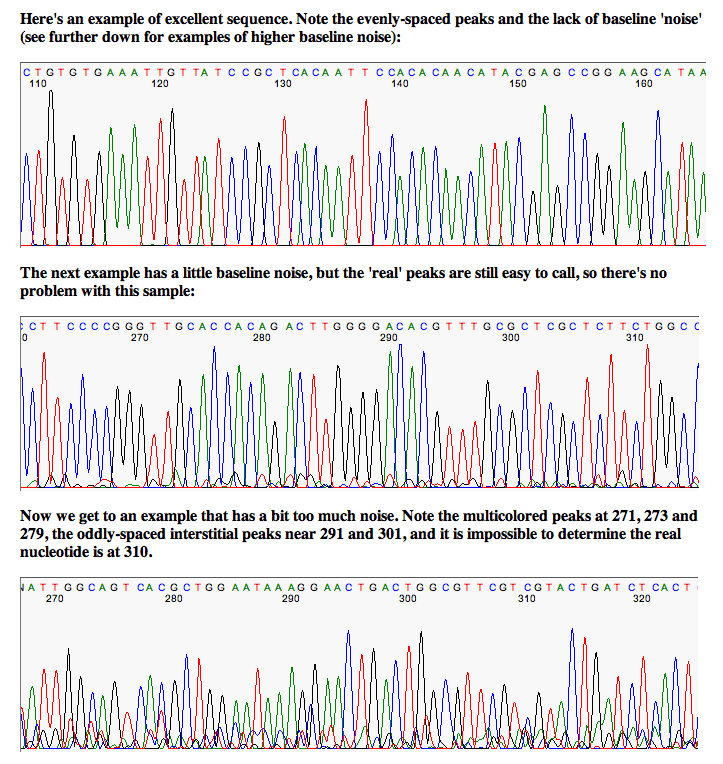 Here's an example of excellent sequence. Note the evenly-spaced peaks and the lack of baseline 'noise'
(see further down for examples of higher baseline noise):
C T G T G T G A A A T T G T T A T C C G C T C A C A A T T C C A C A C A A C A T A C G A G C C G G A A G C A T A A
110 120 130 140 150 160
The next example has a little baseline noise, but the 'real' peaks are still easy to call, so there's no
problem with this sample:
C C T T C C C C G G G T T G C A C C A C A G A C T T G G G G A C A C G T T T G C G C T C G C T C T T C T G G C C
0 270 280 290 300 310
Now we get to an example that has a bit too much noise. Note the multicolored peaks at 271, 273 and
279, the oddly-spaced interstitial peaks near 291 and 301, and it is impossible to determine the real
nucleotide is at 310.
A T T G G C A G T C A C G C T G G A A T A A A G G A A C T G A C T G G C G T T C G T C G T A C T G A T C T C A C T
270 280 290 300 310 320